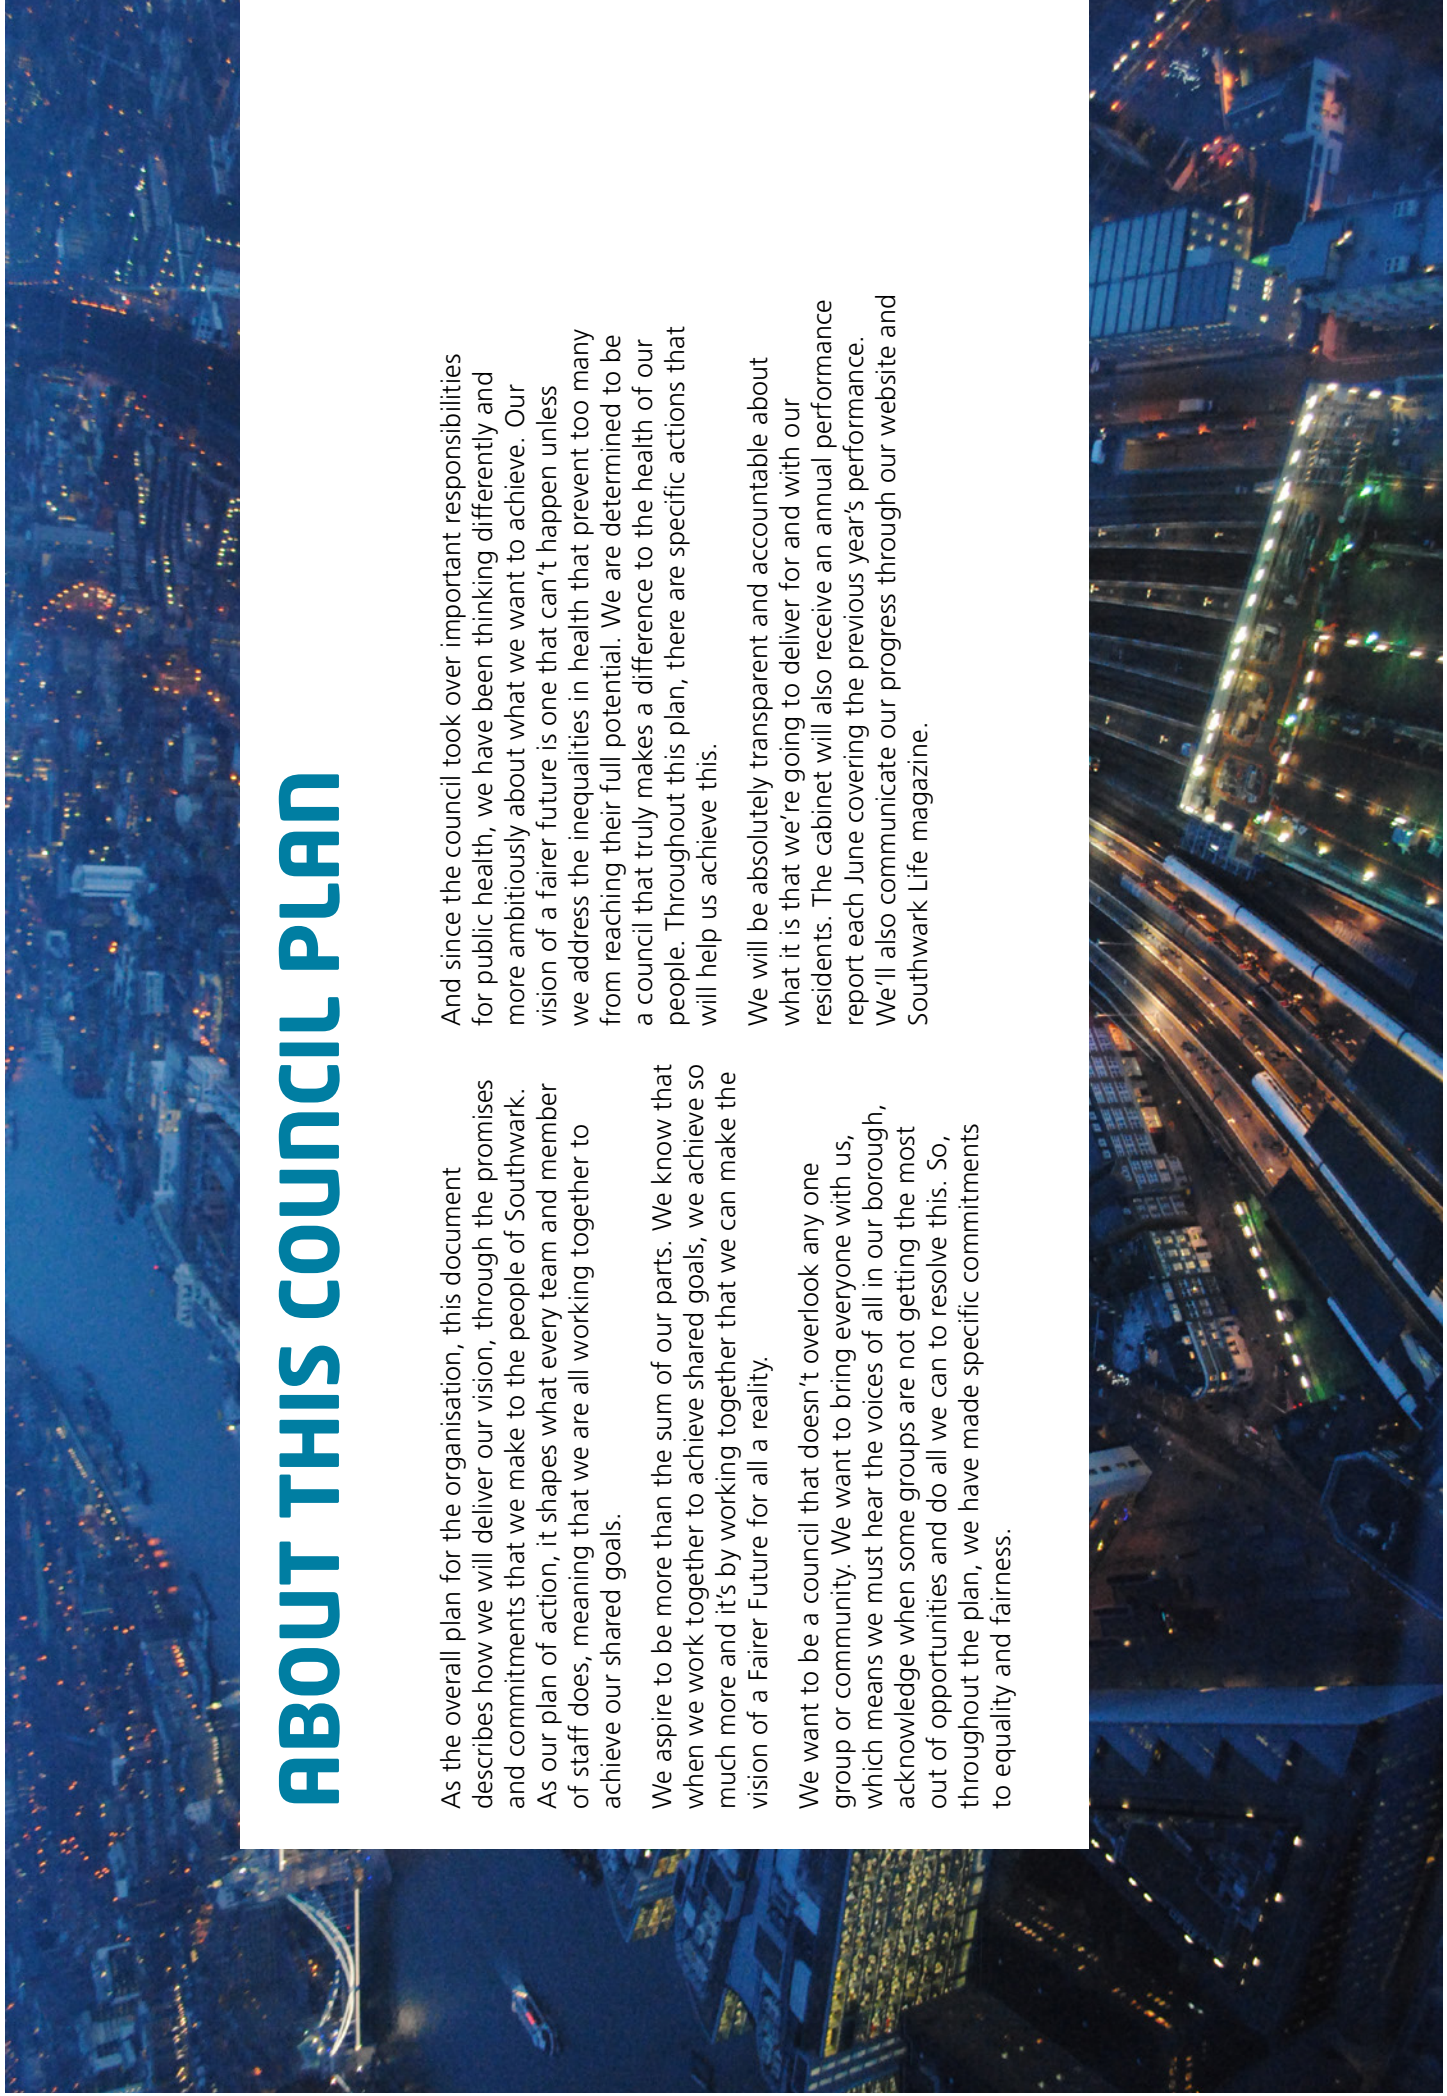 ABOUT THIS COUNCIL PLAN
As the overall plan for the organisation, this document
describes how we will deliver our vision, through the promises
and commitments that we make to the people of Southwark.
As our plan of action, it shapes what every team and member
of staff does, meaning that we are all working together to
achieve our shared goals.
We aspire to be more than the sum of our parts. We know that
when we work together to achieve shared goals, we achieve so
much more and it’s by working together that we can make the
vision of a Fairer Future for all a reality.
We want to be a council that doesn’t overlook any one
group or community. We want to bring everyone with us,
which means we must hear the voices of all in our borough,
acknowledge when some groups are not getting the most
out of opportunities and do all we can to resolve this. So,
throughout the plan, we have made specific commitments
to equality and fairness.
And since the council took over important responsibilities
for public health, we have been thinking differently and
more ambitiously about what we want to achieve. Our
vision of a fairer future is one that can’t happen unless
we address the inequalities in health that prevent too many
from reaching their full potential. We are determined to be
a council that truly makes a difference to the health of our
people. Throughout this plan, there are specific actions that
will help us achieve this.
We will be absolutely transparent and accountable about
what it is that we’re going to deliver for and with our
residents. The cabinet will also receive an annual performance
report each June covering the previous year’s performance.
We’ll also communicate our progress through our website and
Southwark Life magazine.